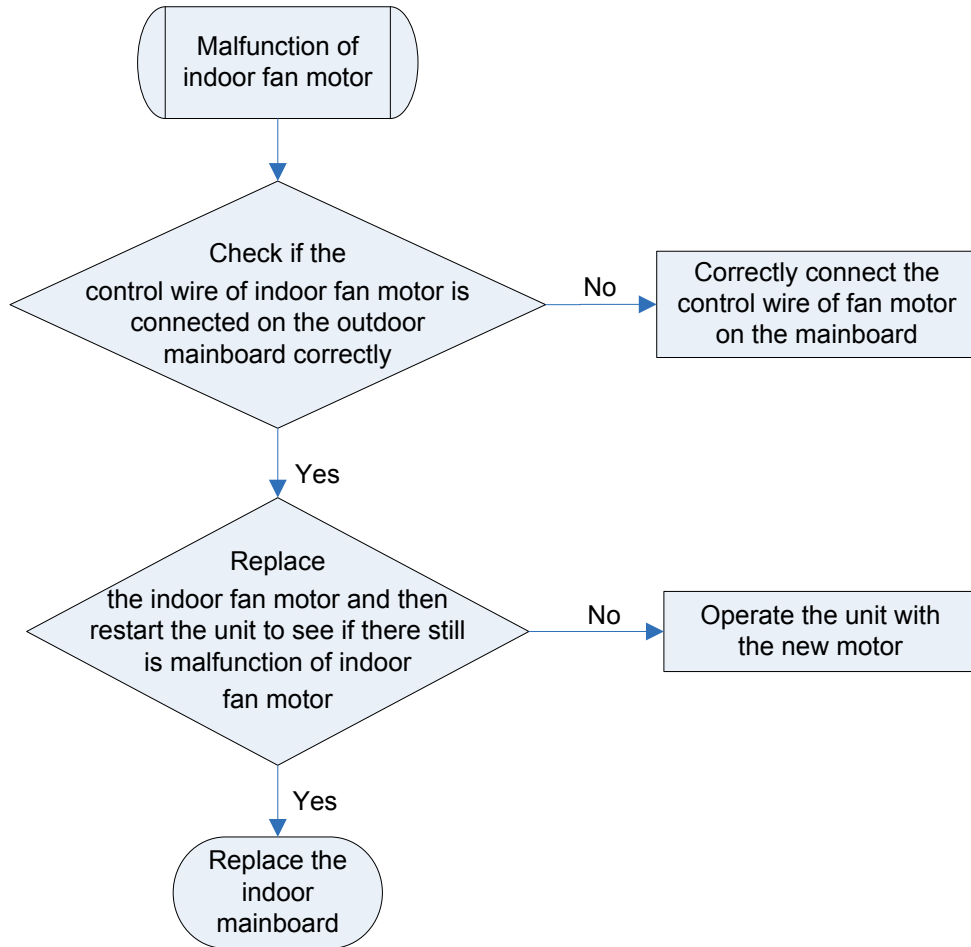 Malfunction of
indoor fan motor
Check if the
control wire of indoor fan motor is
connected on the outdoor
mainboard correctly
No
Correctly connect the
control wire of fan motor
on the mainboard
Yes
Replace
the indoor fan motor and then
restart the unit to see if there still
is malfunction of indoor
fan motor
No
Operate the unit with
the new motor
Yes
Replace the
indoor
mainboard